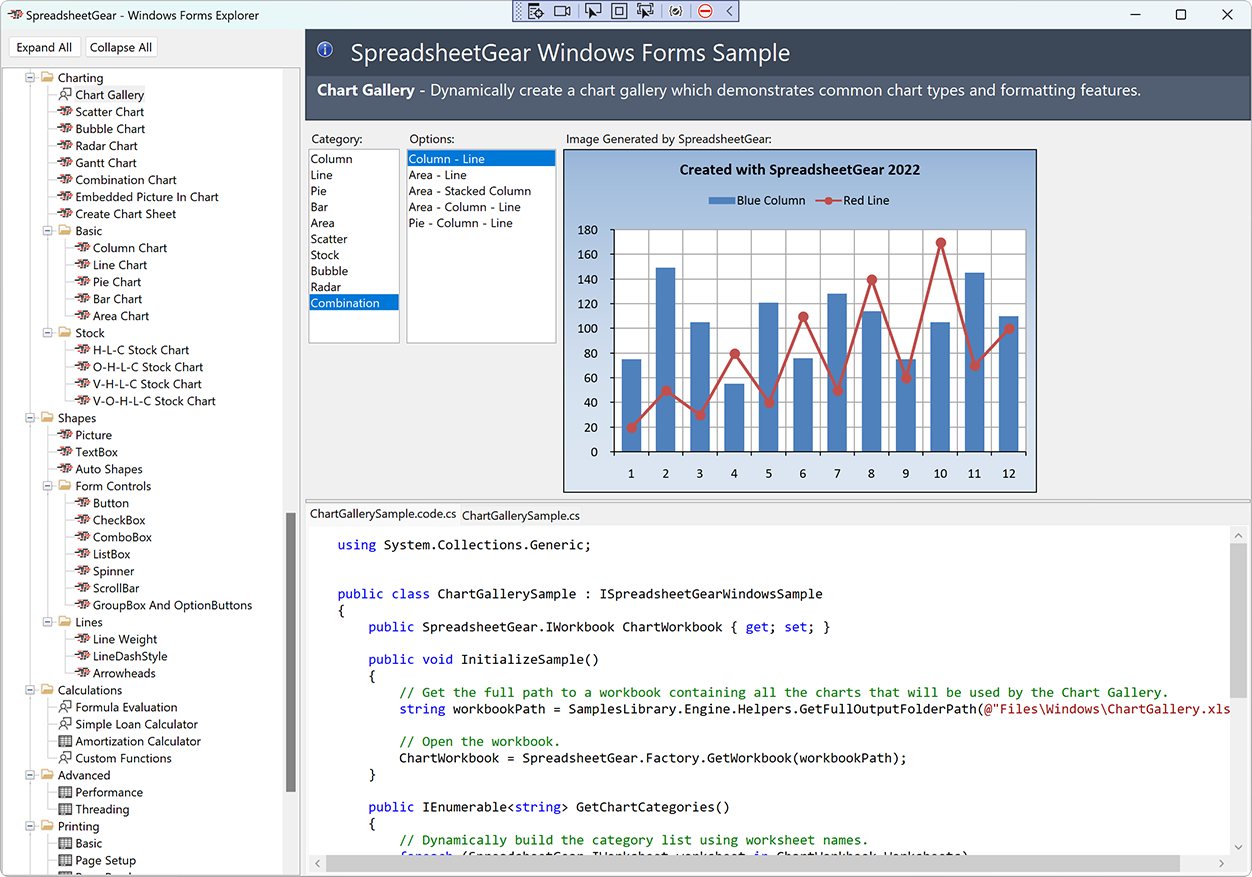 SpreadsheetGear - Windows Forms Explorer
Expand All
Collapse All
Charting
Chart Gallery
Scatter Chart
Bubble Chart
Radar Chart
Gantt Chart
Combination Chart
Embedded Picture In Chart
Create Chart Sheet
Basic
Column Chart
Line Chart
Pie Chart
Bar Chart
Area Chart
Stock
H-L-C Stock Chart
O-H-L-C Stock Chart
V-H-L-C Stock Chart
V-O-H-L-C Stock Chart
Shapes
Picture
TextBox
Auto Shapes
Form Controls
Button
CheckBox
ComboBox
ListBox
Spinner
ScrollBar
GroupBox And OptionButtons
Lines
Line Weight
LineDashStyle
Arrowheads
Calculations
Formula Evaluation
Simple Loan Calculator
Amortization Calculator
Custom Functions
Advanced
Performance
Threading
Printing
Basic
Page Setup
SpreadsheetGear Windows Forms Sample
Chart Gallery - Dynamically create a chart gallery which demonstrates common chart types and formatting features.
Category:
Column
Line
Pie
Bar
Area
Scatter
Stock
Bubble
Radar
Combination
Options:
Column - Line
Area - Line
Area - Stacked Column
Area - Column - Line
Pie - Column - Line
Image Generated by SpreadsheetGear:
Created with SpreadsheetGear 2022
Blue Column
Red Line
180
160
140
120
100
80
60
40
20
0
1 2 3 4 5 6 7 8 9 10 11 12
ChartGallerySample.code.cs
ChartGallerySample.cs
using System.Collections.Generic;
public class ChartGallerySample : ISpreadsheetGearWindowsSample
{
public SpreadsheetGear.IWorkbook ChartWorkbook { get; set; }
public void InitializeSample()
{
// Get the full path to a workbook containing all the charts that will be used by the Chart Gallery.
string workbookPath = SamplesLibrary.Engine.Helpers.GetFullOutputFolderPath(@"Files\Windows\ChartGallery.xls
// Open the workbook.
ChartWorkbook = SpreadsheetGear.Factory.GetWorkbook(workbookPath);
}
public IEnumerable<string> GetChartCategories()
{
// Dynamically build the category list using worksheet names.
foreach (SpreadsheetGear.IWorksheet worksheet in ChartWorkbook.Worksheets)